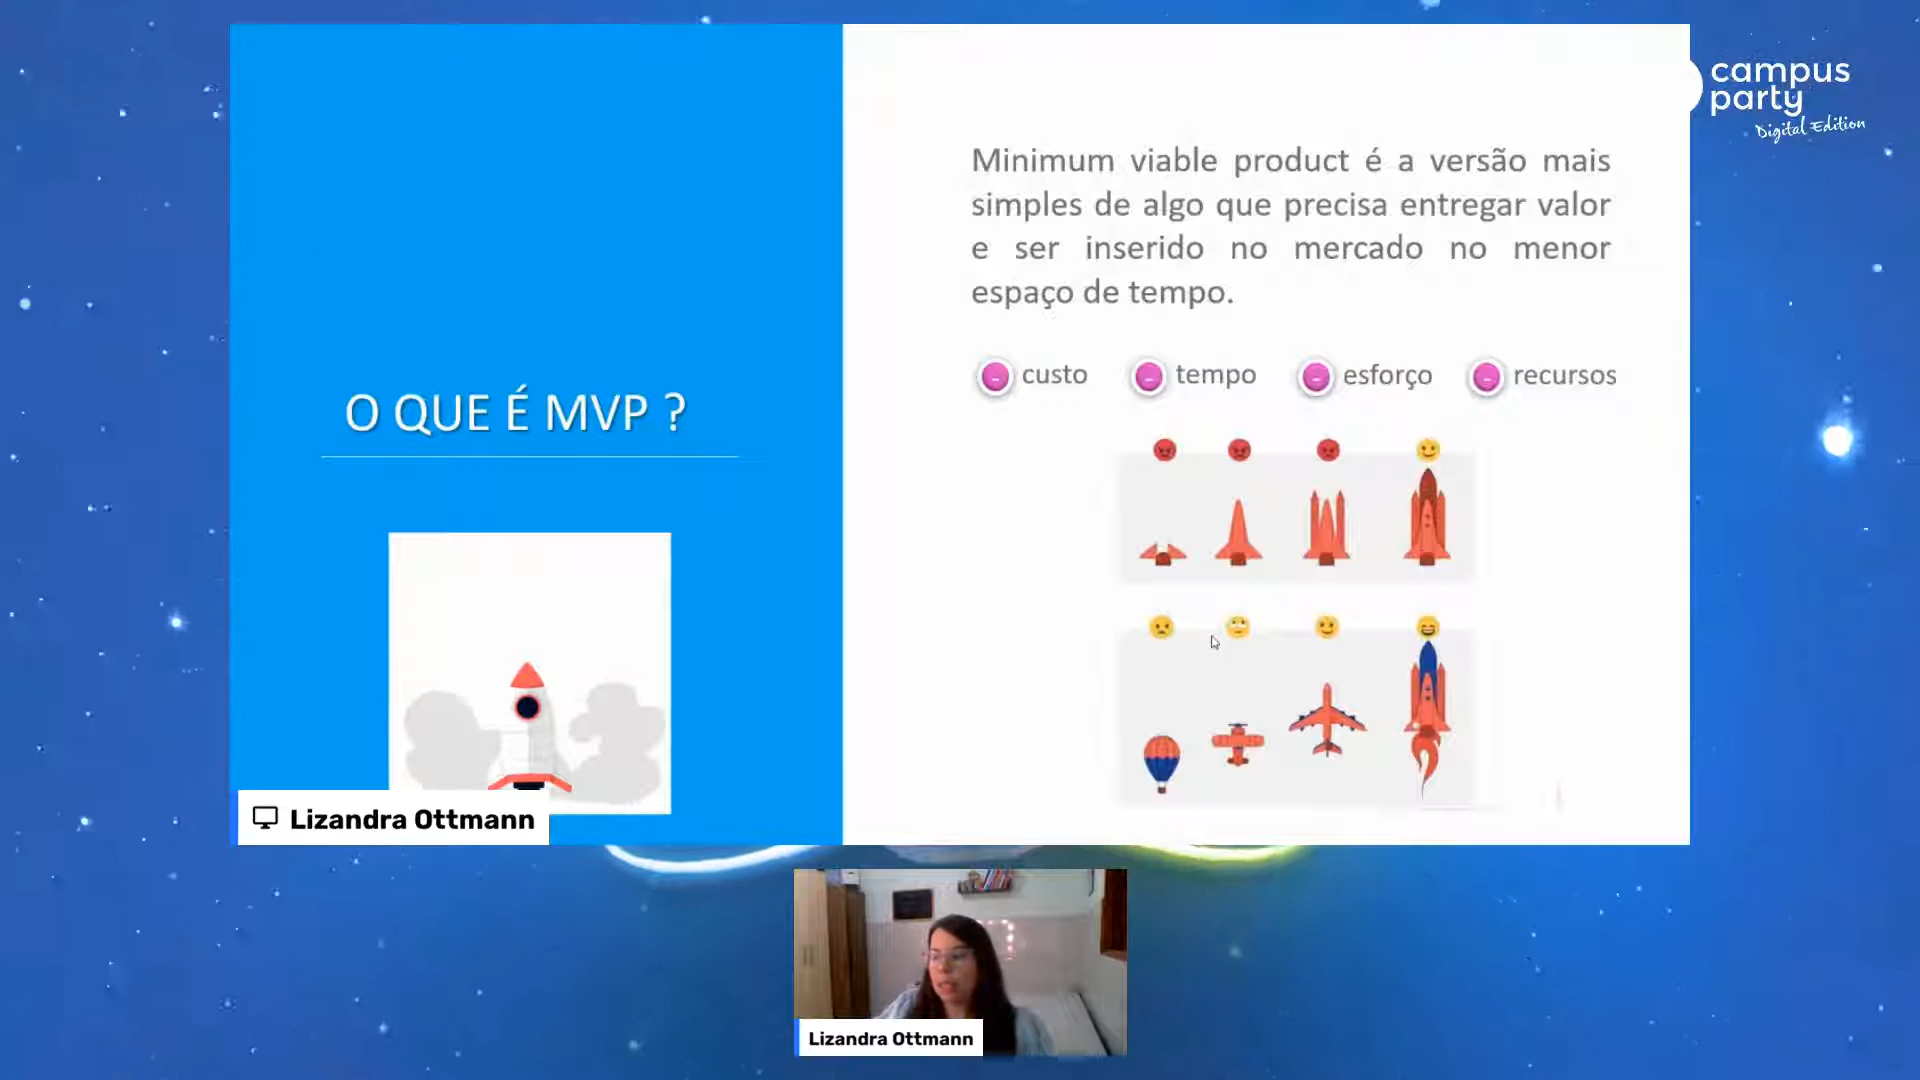 campus
party
Digital Edition
O QUE É MVP ?
Minimum viable product é a versão mais
simples de algo que precisa entregar valor
e ser inserido no mercado no menor
espaço de tempo.
- custo - tempo - esforço - recursos
Lizandra Ottmann
Lizandra Ottmann